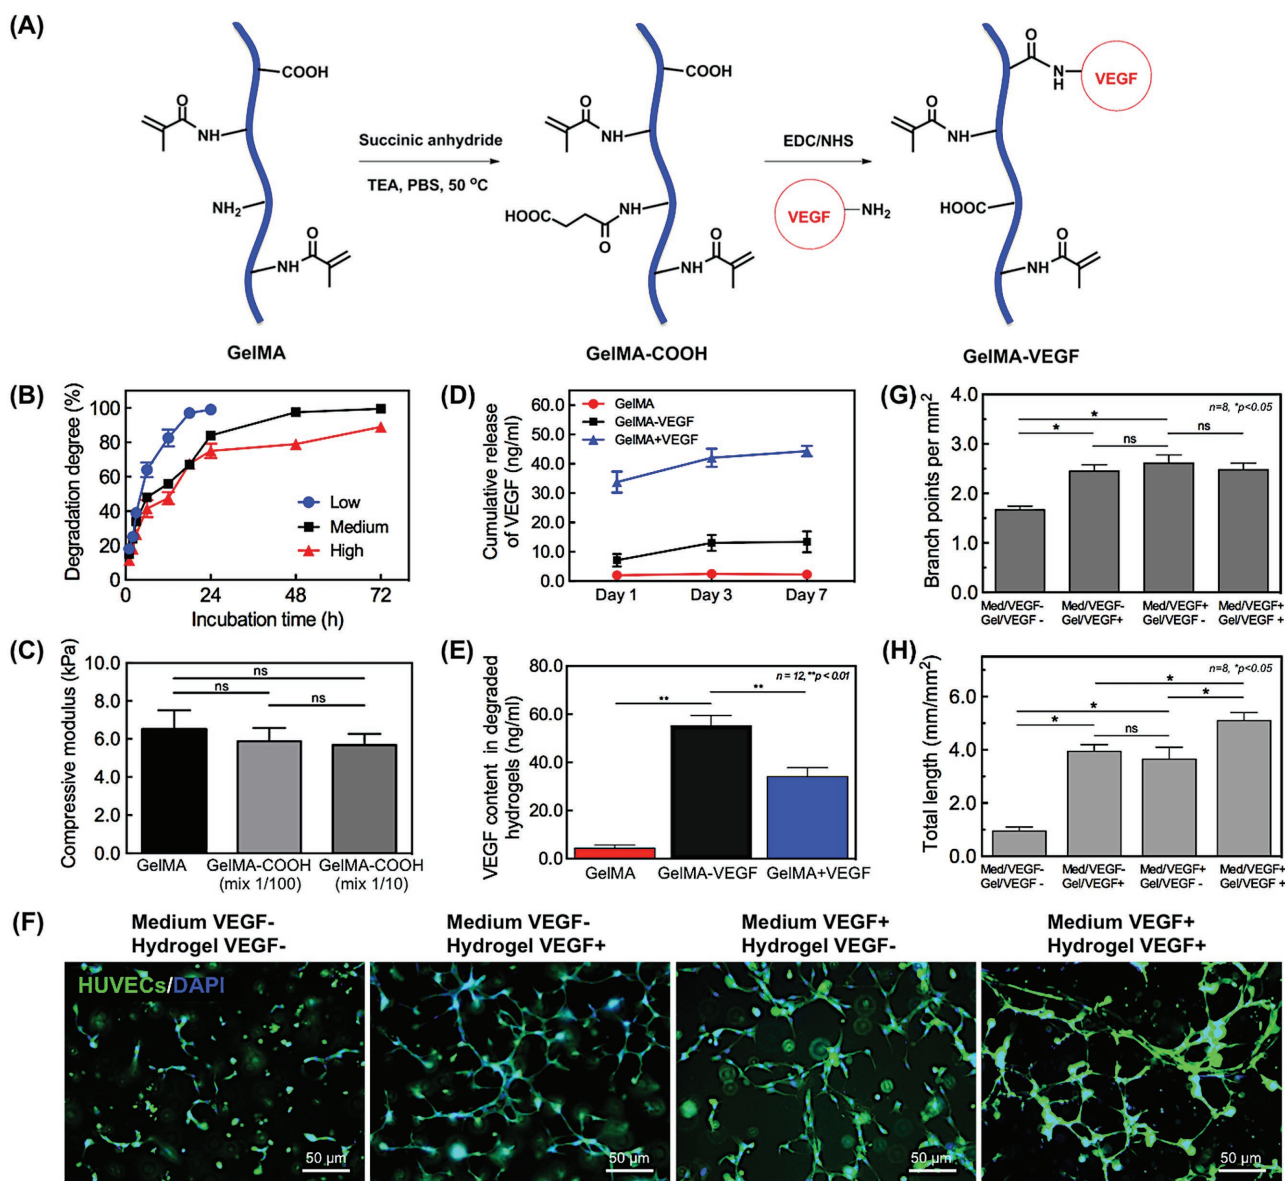 (A)
COOH
O
NH
NH₂
O
NH
GelMA
Succinic anhydride
TEA, PBS, 50 °C
COOH
O
NH
HOOC
NH
O
O
NH
GelMA-COOH
EDC/NHS
VEGF
NH₂
O
N
H
VEGF
O
NH
HOOC
O
NH
GelMA-VEGF
(B)
Degradation degree (%)
100
80
60
40
20
0
Low
Medium
High
0 24 48 72
Incubation time (h)
(C)
Compressive modulus (kPa)
10.0
8.0
6.0
4.0
2.0
0.0
ns
ns
ns
GelMA
GelMA-COOH
(mix 1/100)
GelMA-COOH
(mix 1/10)
(D)
Cumulative release
of VEGF (ng/ml)
60.0
50.0
40.0
30.0
20.0
10.0
0.0
GelMA
GelMA-VEGF
GelMA+VEGF
Day 1 Day 3 Day 7
(E)
VEGF content in degraded
hydrogels (ng/ml)
80.0
60.0
40.0
20.0
0.0
n = 12, **p < 0.01
**
**
GelMA GelMA-VEGF GelMA+VEGF
(G)
Branch points per mm²
4.0
3.0
2.0
1.0
0.0
n=8, *p<0.05
*
*
ns
ns
Med/VEGF-
Gel/VEGF -
Med/VEGF-
Gel/VEGF+
Med/VEGF+
Gel/VEGF -
Med/VEGF+
Gel/VEGF +
(H)
Total length (mm/mm²)
6.0
4.0
2.0
0.0
n=8, *p<0.05
*
*
*
*
ns
Med/VEGF-
Gel/VEGF -
Med/VEGF-
Gel/VEGF+
Med/VEGF+
Gel/VEGF -
Med/VEGF+
Gel/VEGF +
(F)
Medium VEGF-
Hydrogel VEGF-
Medium VEGF-
Hydrogel VEGF+
Medium VEGF+
Hydrogel VEGF-
Medium VEGF+
Hydrogel VEGF+
HUVECs/DAPI
50 µm
50 µm
50 µm
50 µm